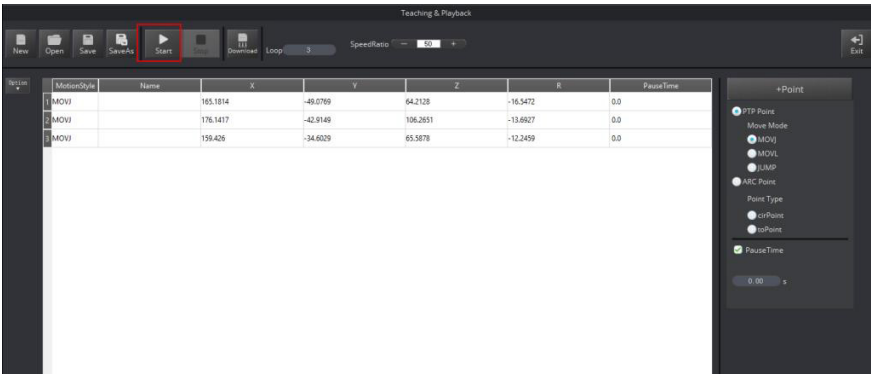 Teaching & Playback
New Open Save SaveAs Start Stop Download Loop 3 SpeedRatio — 50 + Exit
Option
MotionStyle Name X Y Z R PauseTime
1 MOVJ 165.1814 -49.0769 64.2128 -16.5472 0.0
2 MOVJ 176.1417 -42.9149 106.2651 -13.6927 0.0
3 MOVJ 159.426 -34.6029 65.5878 -12.2459 0.0
+Point
PTP Point
Move Mode
MOVJ
MOVL
JUMP
ARC Point
Point Type
cirPoint
toPoint
PauseTime
0.00 s